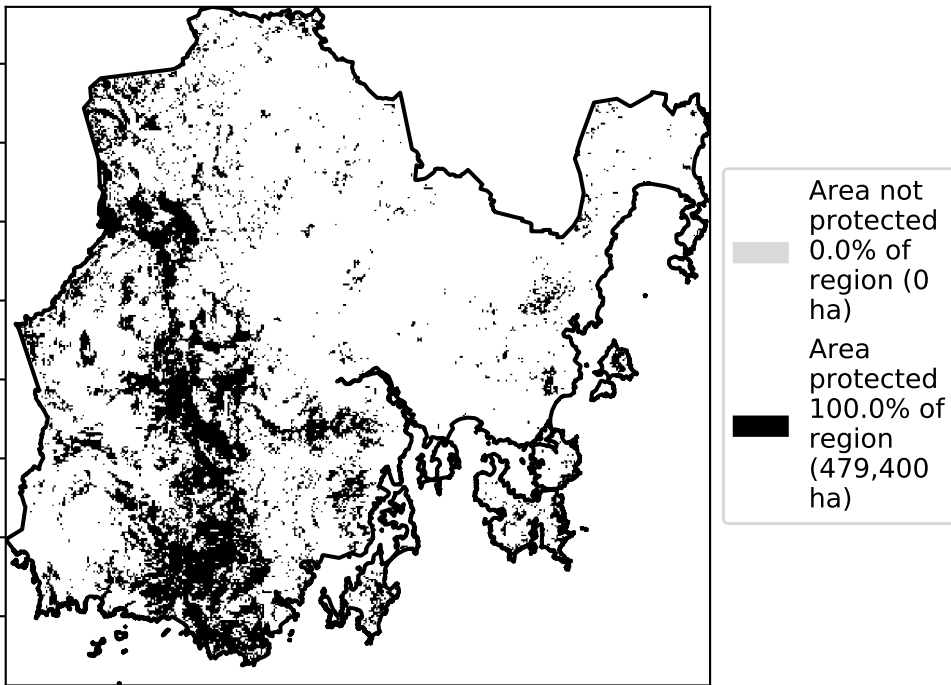 Area not
protected
0.0% of
region (0
ha)
Area
protected
100.0% of
region
(479,400
ha)